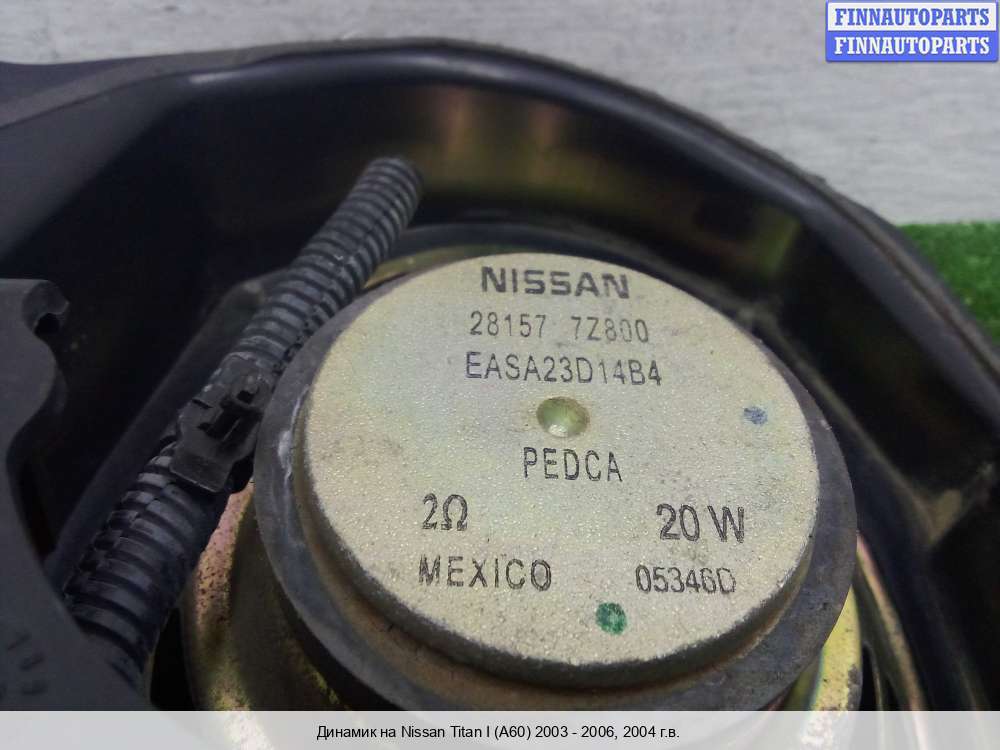 FINNAUTOPARTS
FINNAUTOPARTS
NISSAN
28157 7Z800
EASA23D14B4
PEDCA
2Ω 20 W
MEXICO 05346D
Динамик на Nissan Titan I (A60) 2003 - 2006, 2004 г.в.